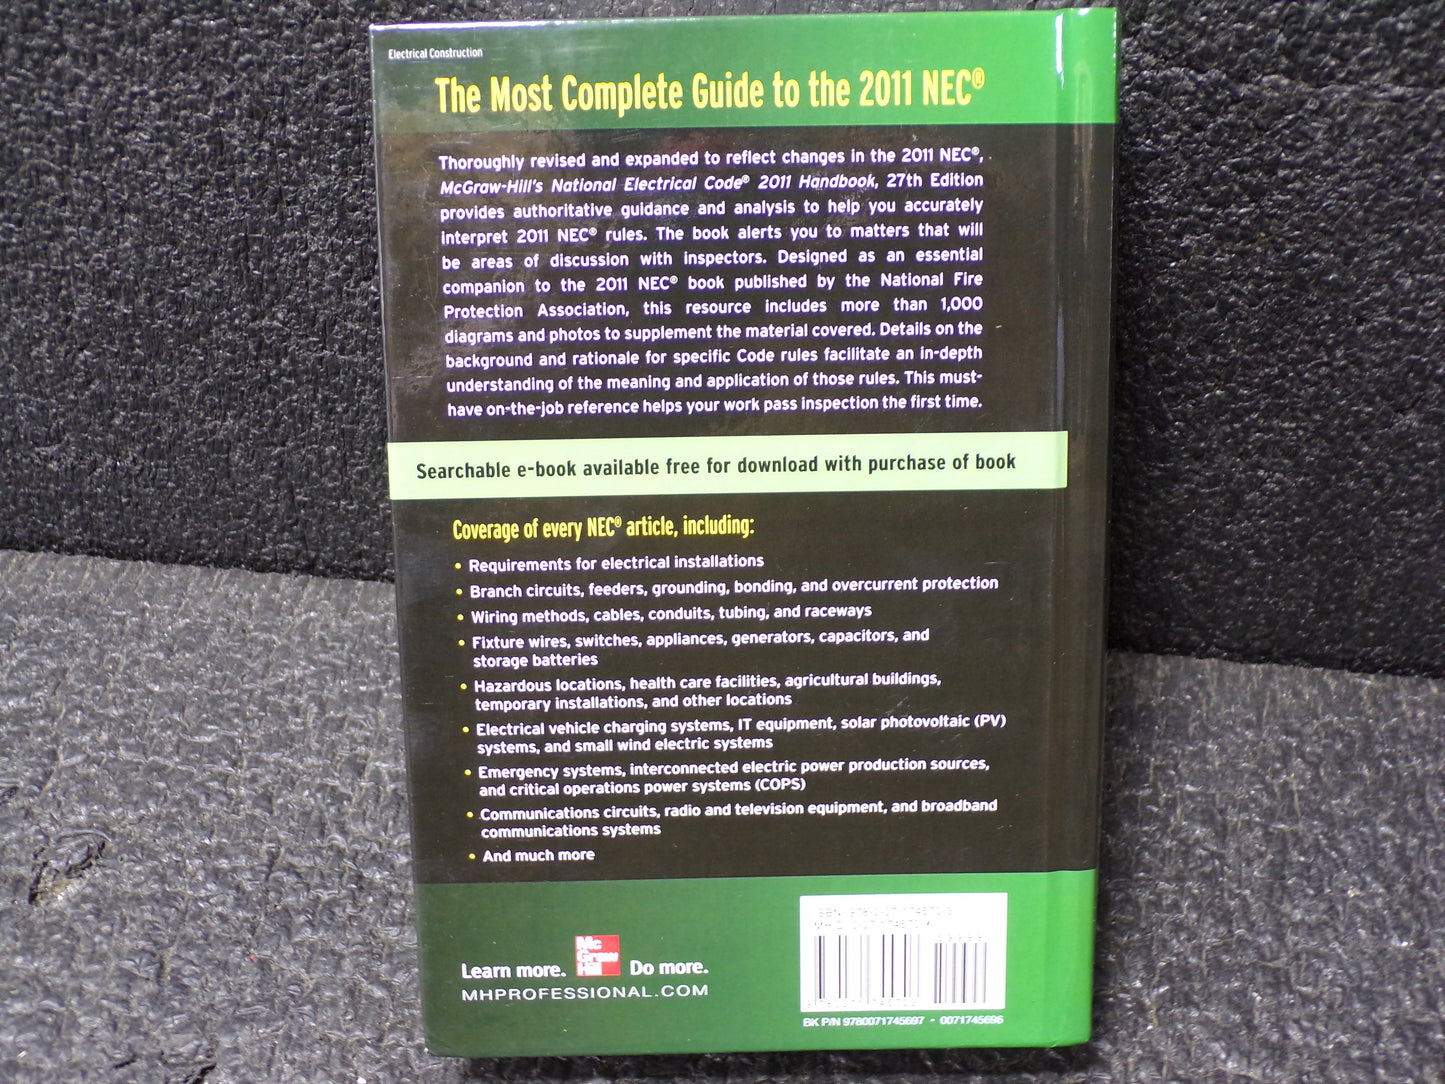 Electrical Construction
The Most Complete Guide to the 2011 NEC®
Thoroughly revised and expanded to reflect changes in the 2011 NEC®,
McGraw-Hill's National Electrical Code® 2011 Handbook, 27th Edition
provides authoritative guidance and analysis to help you accurately
interpret 2011 NEC® rules. The book alerts you to matters that will
be areas of discussion with inspectors. Designed as an essential
companion to the 2011 NEC® book published by the National Fire
Protection Association, this resource includes more than 1,000
diagrams and photos to supplement the material covered. Details on the
background and rationale for specific Code rules facilitate an in-depth
understanding of the meaning and application of those rules. This must-
have on-the-job reference helps your work pass inspection the first time.
Searchable e-book available free for download with purchase of book
Coverage of every NEC® article, including:
• Requirements for electrical installations
• Branch circuits, feeders, grounding, bonding, and overcurrent protection
• Wiring methods, cables, conduits, tubing, and raceways
• Fixture wires, switches, appliances, generators, capacitors, and
storage batteries
• Hazardous locations, health care facilities, agricultural buildings,
temporary installations, and other locations
• Electrical vehicle charging systems, IT equipment, solar photovoltaic (PV)
systems, and small wind electric systems
• Emergency systems, interconnected electric power production sources,
and critical operations power systems (COPS)
• Communications circuits, radio and television equipment, and broadband
communications systems
• And much more
Learn more. Mc Graw Hill Do more.
MHPROFESSIONAL.COM
BK P/N 9780071745697 - 0071745696